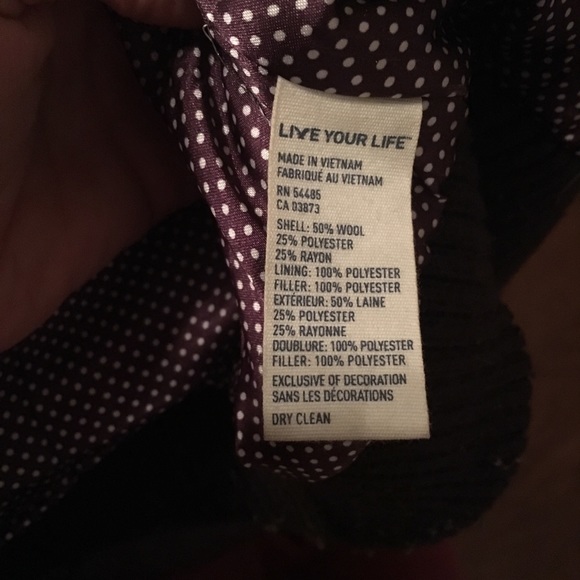 LIVE YOUR LIFE™
MADE IN VIETNAM
FABRIQUÉ AU VIETNAM
RN 54485
CA 03873
SHELL: 50% WOOL
25% POLYESTER
25% RAYON
LINING: 100% POLYESTER
FILLER: 100% POLYESTER
EXTÉRIEUR: 50% LAINE
25% POLYESTER
25% RAYONNE
DOUBLURE: 100% POLYESTER
FILLER: 100% POLYESTER
EXCLUSIVE OF DECORATION
SANS LES DÉCORATIONS
DRY CLEAN